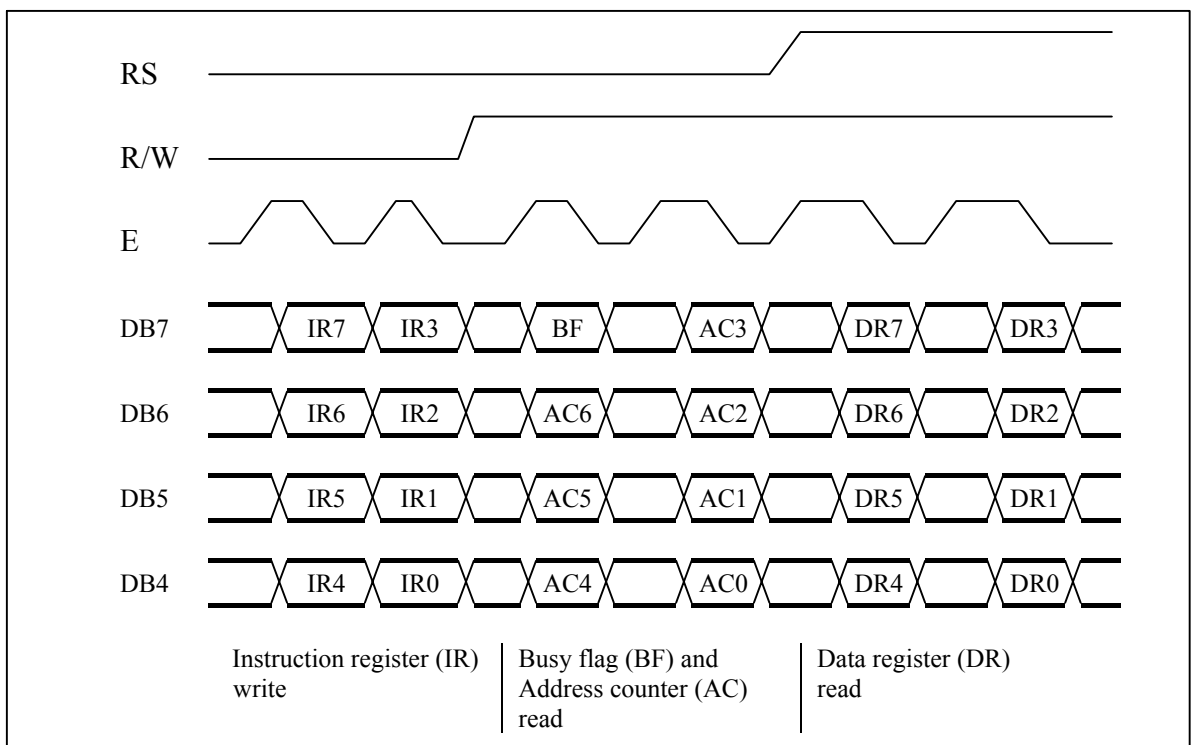 RS
R/W
E
DB7 IR7 IR3 BF AC3 DR7 DR3
DB6 IR6 IR2 AC6 AC2 DR6 DR2
DB5 IR5 IR1 AC5 AC1 DR5 DR1
DB4 IR4 IR0 AC4 AC0 DR4 DR0
Instruction register (IR)
write
Busy flag (BF) and
Address counter (AC)
read
Data register (DR)
read